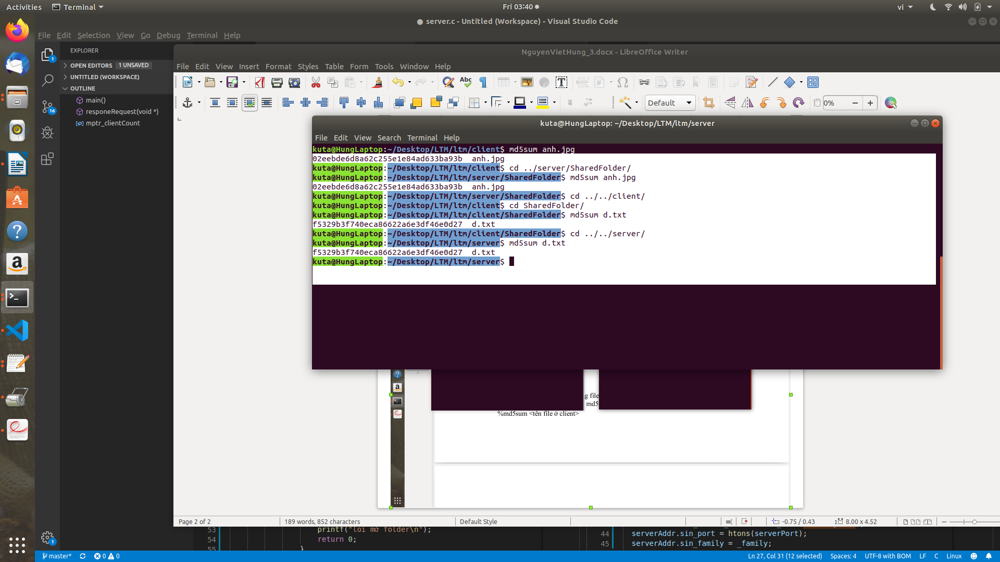 Activities
Terminal
Fri 03:40
vi
server.c - Untitled (Workspace) - Visual Studio Code
File Edit Selection View Go Debug Terminal Help
EXPLORER
OPEN EDITORS 1 UNSAVED
UNTITLED (WORKSPACE)
OUTLINE
main()
responeRequest(void *)
mptr_clientCount
1
16
1
NguyenVietHung_3.docx - LibreOffice Writer
File Edit View Insert Format Styles Table Form Tools Window Help
Abc
Default
0%
kuta@HungLaptop: ~/Desktop/LTM/ltm/server
File Edit View Search Terminal Help
kuta@HungLaptop:~/Desktop/LTM/ltm/client$ md5sum anh.jpg
02eebde6d8a62c255e1e84ad633ba93b  anh.jpg
kuta@HungLaptop:~/Desktop/LTM/ltm/client$ cd ../server/SharedFolder/
kuta@HungLaptop:~/Desktop/LTM/ltm/server/SharedFolder$ md5sum anh.jpg
02eebde6d8a62c255e1e84ad633ba93b  anh.jpg
kuta@HungLaptop:~/Desktop/LTM/ltm/server/SharedFolder$ cd ../../client/
kuta@HungLaptop:~/Desktop/LTM/ltm/client$ cd SharedFolder/
kuta@HungLaptop:~/Desktop/LTM/ltm/client/SharedFolder$ md5sum d.txt
f5329b3f740eca86622a6e3df46e0d27  d.txt
kuta@HungLaptop:~/Desktop/LTM/ltm/client/SharedFolder$ cd ../../server/
kuta@HungLaptop:~/Desktop/LTM/ltm/server$ md5sum d.txt
f5329b3f740eca86622a6e3df46e0d27  d.txt
kuta@HungLaptop:~/Desktop/LTM/ltm/server$
g file
md5
%md5sum <tên file ở client>
Page 2 of 2
189 words, 852 characters
Default Style
-0.75 / 0.43
8.00 x 4.52
53 printf("loi mở folder\n");
54 return 0;
55 }
44 serverAddr.sin_port = htons(serverPort);
45 serverAddr.sin_family = _family;
master* 0 0
Ln 27, Col 31 (12 selected) Spaces: 4 UTF-8 with BOM LF C Linux